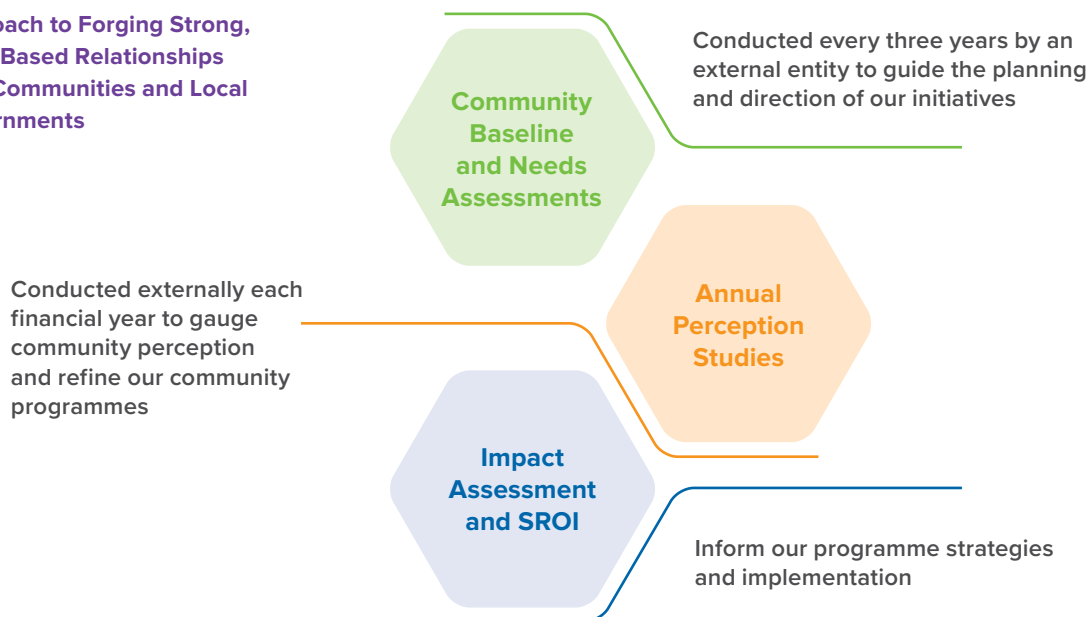 oach to Forging Strong,
Based Relationships
Communities and Local
rnments
Community
Baseline
and Needs
Assessments
Conducted every three years by an
external entity to guide the planning
and direction of our initiatives
Annual
Perception
Studies
Conducted externally each
financial year to gauge
community perception
and refine our community
programmes
Impact
Assessment
and SROI
Inform our programme strategies
and implementation